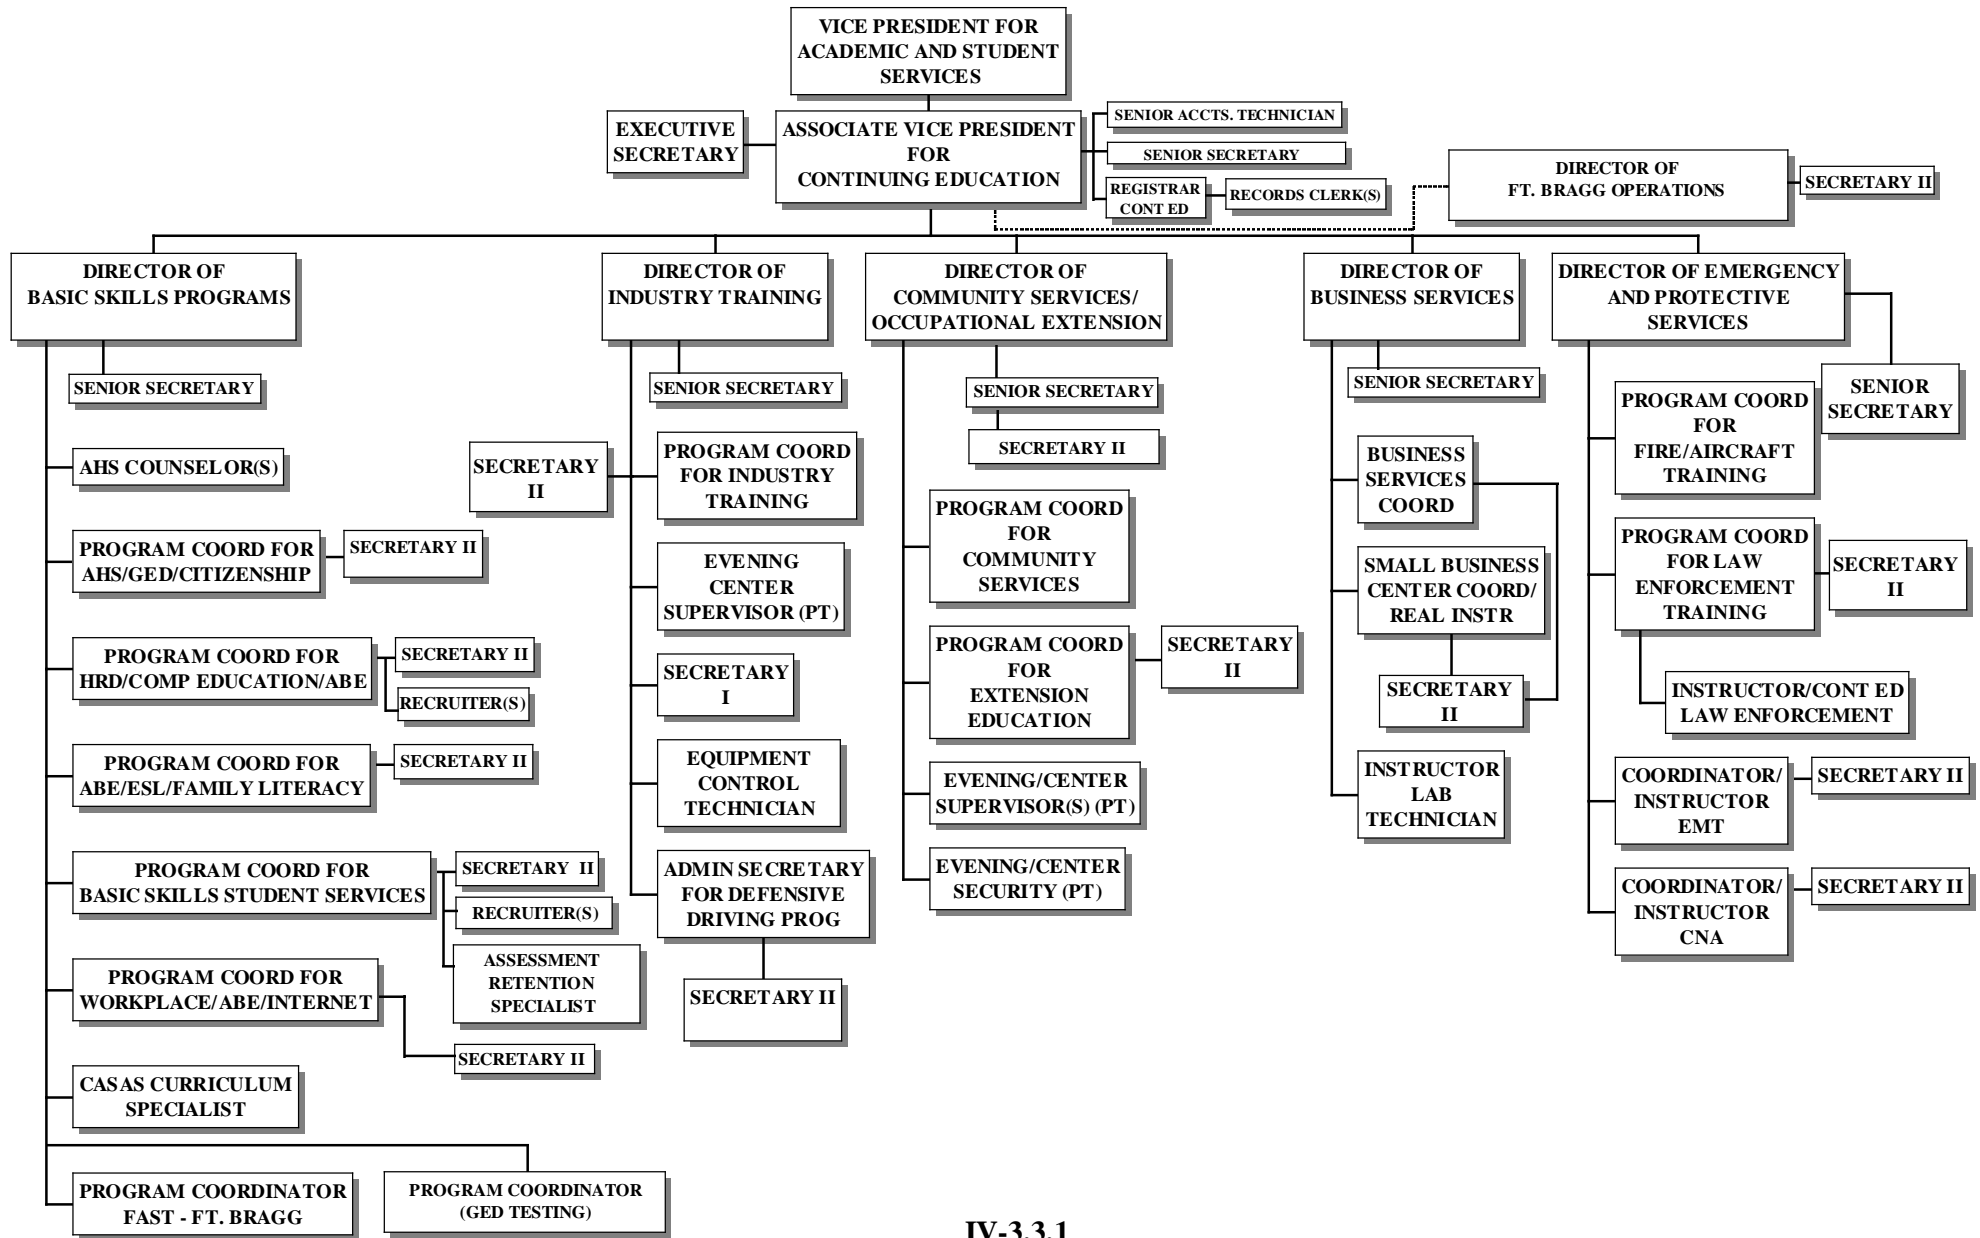 VICE PRESIDENT FOR
ACADEMIC AND STUDENT
SERVICES
EXECUTIVE
SECRETARY
ASSOCIATE VICE PRESIDENT
FOR
CONTINUING EDUCATION
SENIOR ACCTS. TECHNICIAN
SENIOR SECRETARY
REGISTRAR
CONT ED
RECORDS CLERK(S)
DIRECTOR OF
FT. BRAGG OPERATIONS
SECRETARY II
DIRECTOR OF
BASIC SKILLS PROGRAMS
SENIOR SECRETARY
AHS COUNSELOR(S)
PROGRAM COORD FOR
AHS/GED/CITIZENSHIP
SECRETARY II
PROGRAM COORD FOR
HRD/COMP EDUCATION/ABE
SECRETARY II
RECRUITER(S)
PROGRAM COORD FOR
ABE/ESL/FAMILY LITERACY
SECRETARY II
PROGRAM COORD FOR
BASIC SKILLS STUDENT SERVICES
SECRETARY II
RECRUITER(S)
ASSESSMENT
RETENTION
SPECIALIST
PROGRAM COORD FOR
WORKPLACE/ABE/INTERNET
SECRETARY II
CASAS CURRICULUM
SPECIALIST
PROGRAM COORDINATOR
FAST - FT. BRAGG
PROGRAM COORDINATOR
(GED TESTING)
DIRECTOR OF
INDUSTRY TRAINING
SENIOR SECRETARY
SECRETARY
II
PROGRAM COORD
FOR INDUSTRY
TRAINING
EVENING
CENTER
SUPERVISOR (PT)
SECRETARY
I
EQUIPMENT
CONTROL
TECHNICIAN
ADMIN SECRETARY
FOR DEFENSIVE
DRIVING PROG
SECRETARY II
DIRECTOR OF
COMMUNITY SERVICES/
OCCUPATIONAL EXTENSION
SENIOR SECRETARY
SECRETARY II
PROGRAM COORD
FOR
COMMUNITY
SERVICES
PROGRAM COORD
FOR
EXTENSION
EDUCATION
SECRETARY
II
EVENING/CENTER
SUPERVISOR(S) (PT)
EVENING/CENTER
SECURITY (PT)
DIRECTOR OF
BUSINESS SERVICES
SENIOR SECRETARY
BUSINESS
SERVICES
COORD
SMALL BUSINESS
CENTER COORD/
REAL INSTR
SECRETARY
II
INSTRUCTOR
LAB
TECHNICIAN
DIRECTOR OF EMERGENCY
AND PROTECTIVE
SERVICES
SENIOR
SECRETARY
PROGRAM COORD
FOR
FIRE/AIRCRAFT
TRAINING
PROGRAM COORD
FOR LAW
ENFORCEMENT
TRAINING
SECRETARY
II
INSTRUCTOR/CONT ED
LAW ENFORCEMENT
COORDINATOR/
INSTRUCTOR
EMT
SECRETARY II
COORDINATOR/
INSTRUCTOR
CNA
SECRETARY II
IV-3.3.1